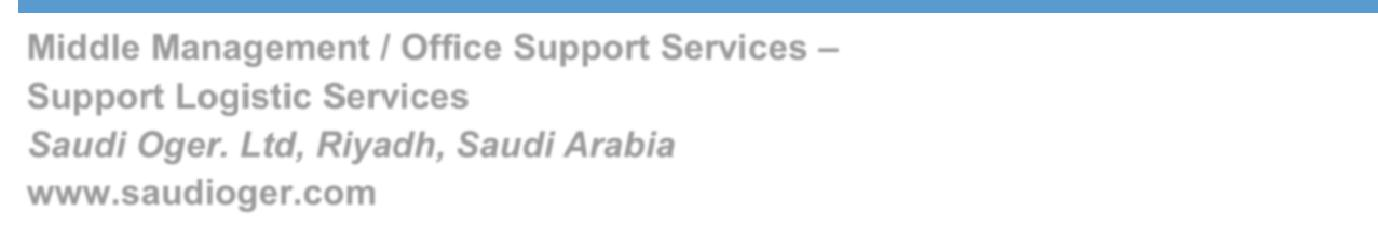 Middle Management / Office Support Services –
Support Logistic Services
Saudi Oger. Ltd, Riyadh, Saudi Arabia
www.saudioger.com